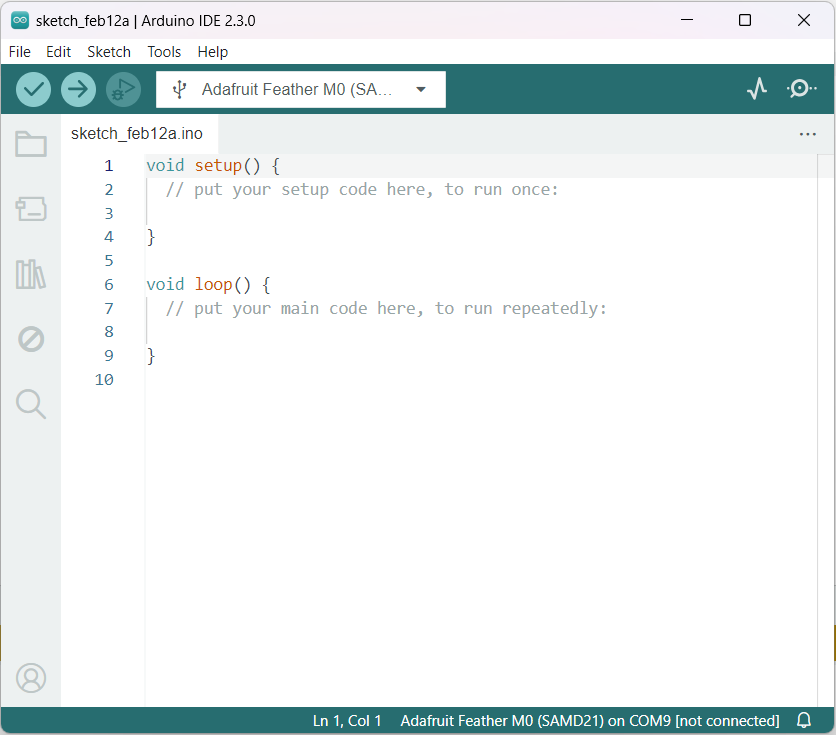 sketch_feb12a | Arduino IDE 2.3.0
File Edit Sketch Tools Help
Adafruit Feather M0 (SA...
sketch_feb12a.ino
1 void setup() {
2   // put your setup code here, to run once:
3
4 }
5
6 void loop() {
7   // put your main code here, to run repeatedly:
8
9 }
10
Ln 1, Col 1 Adafruit Feather M0 (SAMD21) on COM9 [not connected]